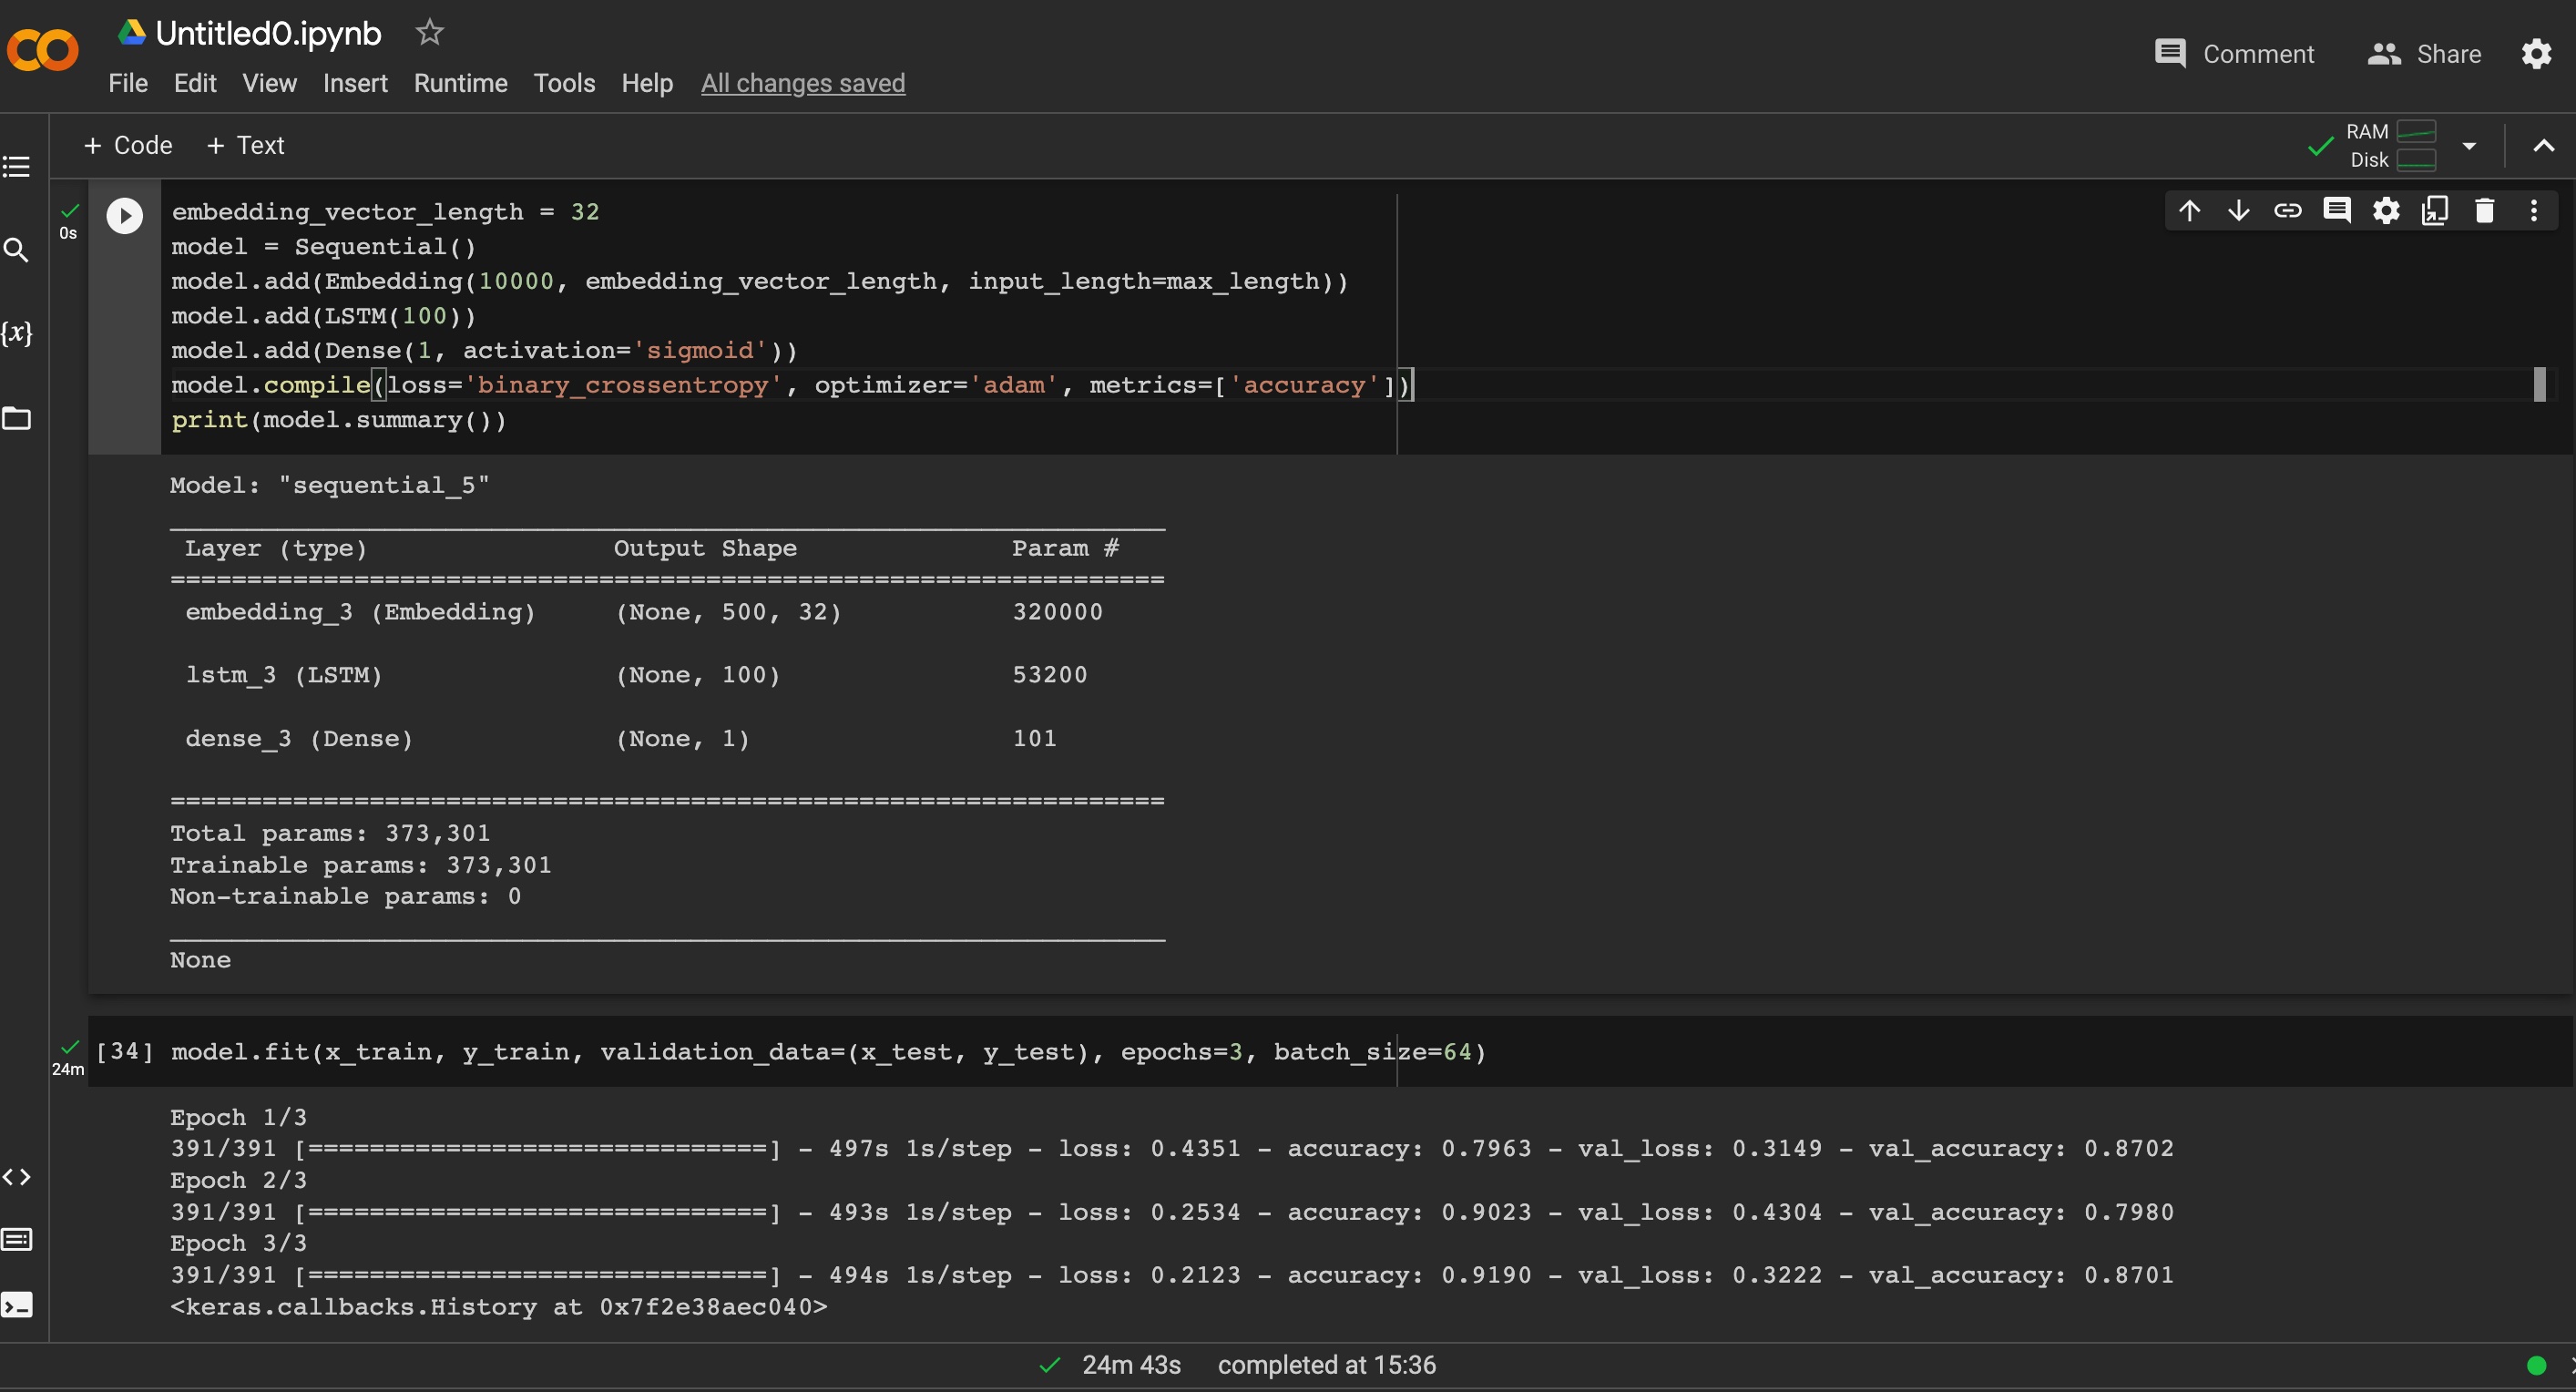 Untitled0.ipynb
Comment Share
File Edit View Insert Runtime Tools Help All changes saved
+ Code + Text
RAM
Disk
0s
embedding_vector_length = 32
model = Sequential()
model.add(Embedding(10000, embedding_vector_length, input_length=max_length))
model.add(LSTM(100))
model.add(Dense(1, activation='sigmoid'))
model.compile(loss='binary_crossentropy', optimizer='adam', metrics=['accuracy'])
print(model.summary())
{x}
Model: "sequential_5"
_________________________________________________________________
Layer (type) Output Shape Param #
=================================================================
embedding_3 (Embedding) (None, 500, 32) 320000
lstm_3 (LSTM) (None, 100) 53200
dense_3 (Dense) (None, 1) 101
=================================================================
Total params: 373,301
Trainable params: 373,301
Non-trainable params: 0
_________________________________________________________________
None
[34] model.fit(x_train, y_train, validation_data=(x_test, y_test), epochs=3, batch_size=64)
24m
Epoch 1/3
391/391 [==============================] - 497s 1s/step - loss: 0.4351 - accuracy: 0.7963 - val_loss: 0.3149 - val_accuracy: 0.8702
Epoch 2/3
391/391 [==============================] - 493s 1s/step - loss: 0.2534 - accuracy: 0.9023 - val_loss: 0.4304 - val_accuracy: 0.7980
Epoch 3/3
391/391 [==============================] - 494s 1s/step - loss: 0.2123 - accuracy: 0.9190 - val_loss: 0.3222 - val_accuracy: 0.8701
<keras.callbacks.History at 0x7f2e38aec040>
24m 43s completed at 15:36